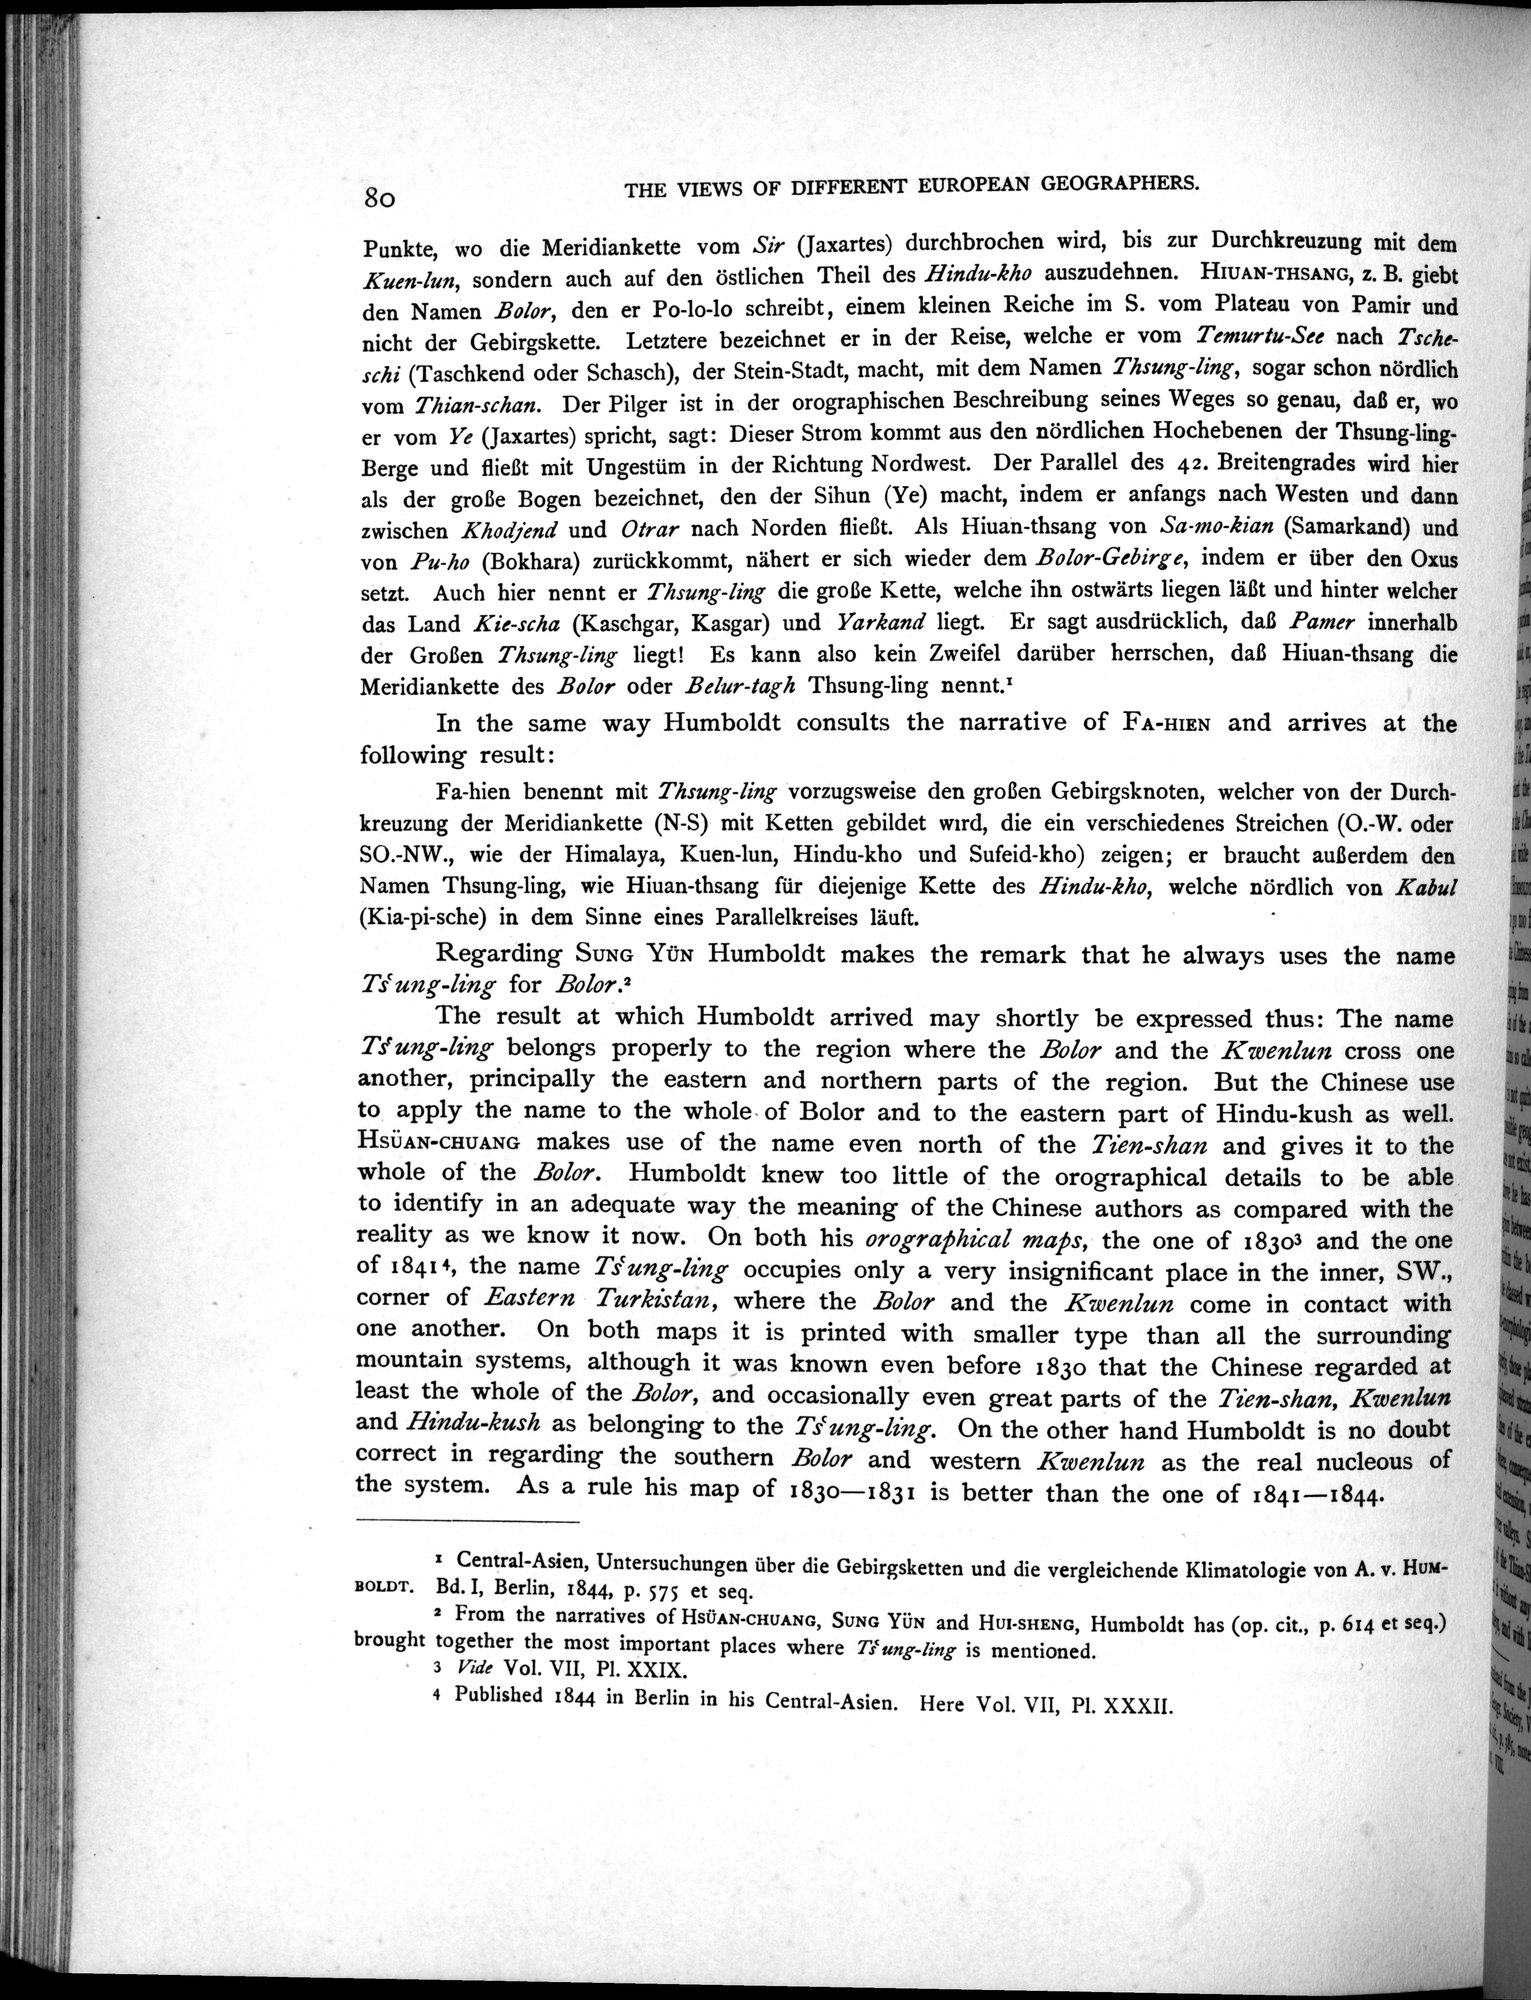 80
THE VIEWS OF DIFFERENT EUROPEAN GEOGRAPHERS.
Punkte, wo die Meridiankette vom Sir (Jaxartes) durchbrochen wird, bis zur Durchkreuzung mit dem
Kuen-lun, sondern auch auf den östlichen Theil des Hindu-kho auszudehnen. HIUAN-THSANG, z. B. giebt
den Namen Bolor, den er Po-lo-lo schreibt, einem kleinen Reiche im S. vom Plateau von Pamir und
nicht der Gebirgskette. Letztere bezeichnet er in der Reise, welche er vom Temurtu-See nach Tsche-
schi (Taschkend oder Schasch), der Stein-Stadt, macht, mit dem Namen Thsung-ling, sogar schon nördlich
vom Thian-schan. Der Pilger ist in der orographischen Beschreibung seines Weges so genau, daß er, wo
er vom Ye (Jaxartes) spricht, sagt: Dieser Strom kommt aus den nördlichen Hochebenen der Thsung-ling-
Berge und fließt mit Ungestüm in der Richtung Nordwest. Der Parallel des 42. Breitengrades wird hier
als der große Bogen bezeichnet, den der Sihun (Ye) macht, indem er anfangs nach Westen und dann
zwischen Khodjend und Otrar nach Norden fließt. Als Hiuan-thsang von Sa-mo-kian (Samarkand) und
von Pu-ho (Bokhara) zurückkommt, nähert er sich wieder dem Bolor-Gebirge, indem er über den Oxus
setzt. Auch hier nennt er Thsung-ling die große Kette, welche ihn ostwärts liegen läßt und hinter welcher
das Land Kie-scha (Kaschgar, Kasgar) und Yarkand liegt. Er sagt ausdrücklich, daß Pamer innerhalb
der Großen Thsung-ling liegt! Es kann also kein Zweifel darüber herrschen, daß Hiuan-thsang die
Meridiankette des Bolor oder Belur-tagh Thsung-ling nennt.¹
In the same way Humboldt consults the narrative of FA-HIEN and arrives at the
following result:
Fa-hien benennt mit Thsung-ling vorzugsweise den großen Gebirgsknoten, welcher von der Durch-
kreuzung der Meridiankette (N-S) mit Ketten gebildet wird, die ein verschiedenes Streichen (O.-W. oder
SO.-NW., wie der Himalaya, Kuen-lun, Hindu-kho und Sufeid-kho) zeigen; er braucht außerdem den
Namen Thsung-ling, wie Hiuan-thsang für diejenige Kette des Hindu-kho, welche nördlich von Kabul
(Kia-pi-sche) in dem Sinne eines Parallelkreises läuft.
Regarding SUNG YÜN Humboldt makes the remark that he always uses the name
Ts'ung-ling for Bolor.²
The result at which Humboldt arrived may shortly be expressed thus: The name
Ts'ung-ling belongs properly to the region where the Bolor and the Kwenlun cross one
another, principally the eastern and northern parts of the region. But the Chinese use
to apply the name to the whole of Bolor and to the eastern part of Hindu-kush as well.
HSÜAN-CHUANG makes use of the name even north of the Tien-shan and gives it to the
whole of the Bolor. Humboldt knew too little of the orographical details to be able
to identify in an adequate way the meaning of the Chinese authors as compared with the
reality as we know it now. On both his orographical maps, the one of 1830³ and the one
of 1841⁴, the name Ts'ung-ling occupies only a very insignificant place in the inner, SW.,
corner of Eastern Turkistan, where the Bolor and the Kwenlun come in contact with
one another. On both maps it is printed with smaller type than all the surrounding
mountain systems, although it was known even before 1830 that the Chinese regarded at
least the whole of the Bolor, and occasionally even great parts of the Tien-shan, Kwenlun
and Hindu-kush as belonging to the Ts'ung-ling. On the other hand Humboldt is no doubt
correct in regarding the southern Bolor and western Kwenlun as the real nucleous of
the system. As a rule his map of 1830—1831 is better than the one of 1841—1844.
¹ Central-Asien, Untersuchungen über die Gebirgsketten und die vergleichende Klimatologie von A. v. HUM-
BOLDT. Bd. I, Berlin, 1844, p. 575 et seq.
² From the narratives of HSÜAN-CHUANG, SUNG YÜN and HUI-SHENG, Humboldt has (op. cit., p. 614 et seq.)
brought together the most important places where Ts'ung-ling is mentioned.
3 Vide Vol. VII, Pl. XXIX.
4 Published 1844 in Berlin in his Central-Asien. Here Vol. VII, Pl. XXXII.